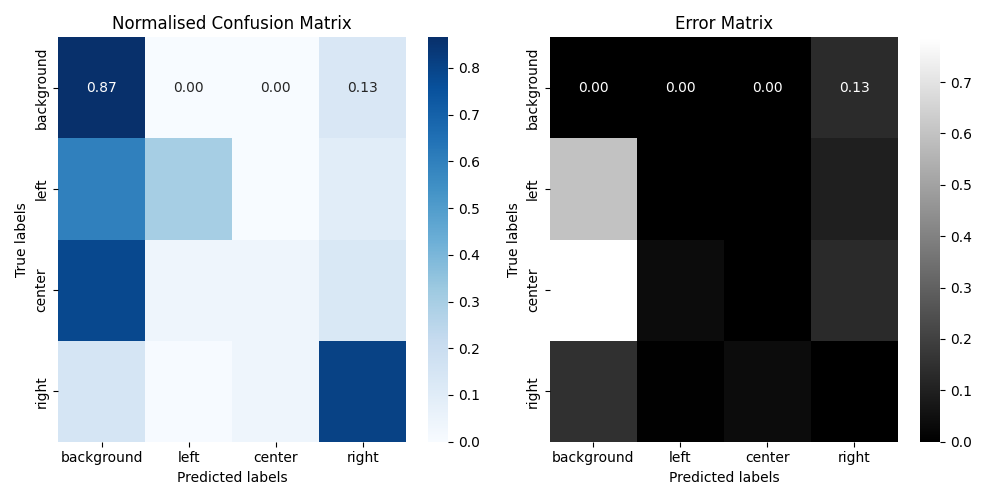 Normalised Confusion Matrix
True labels
background
left
center
right
0.87 0.00 0.00 0.13
background left center right
Predicted labels
0.8
0.7
0.6
0.5
0.4
0.3
0.2
0.1
0.0
Error Matrix
True labels
background
left
center
right
0.00 0.00 0.00 0.13
background left center right
Predicted labels
0.7
0.6
0.5
0.4
0.3
0.2
0.1
0.0